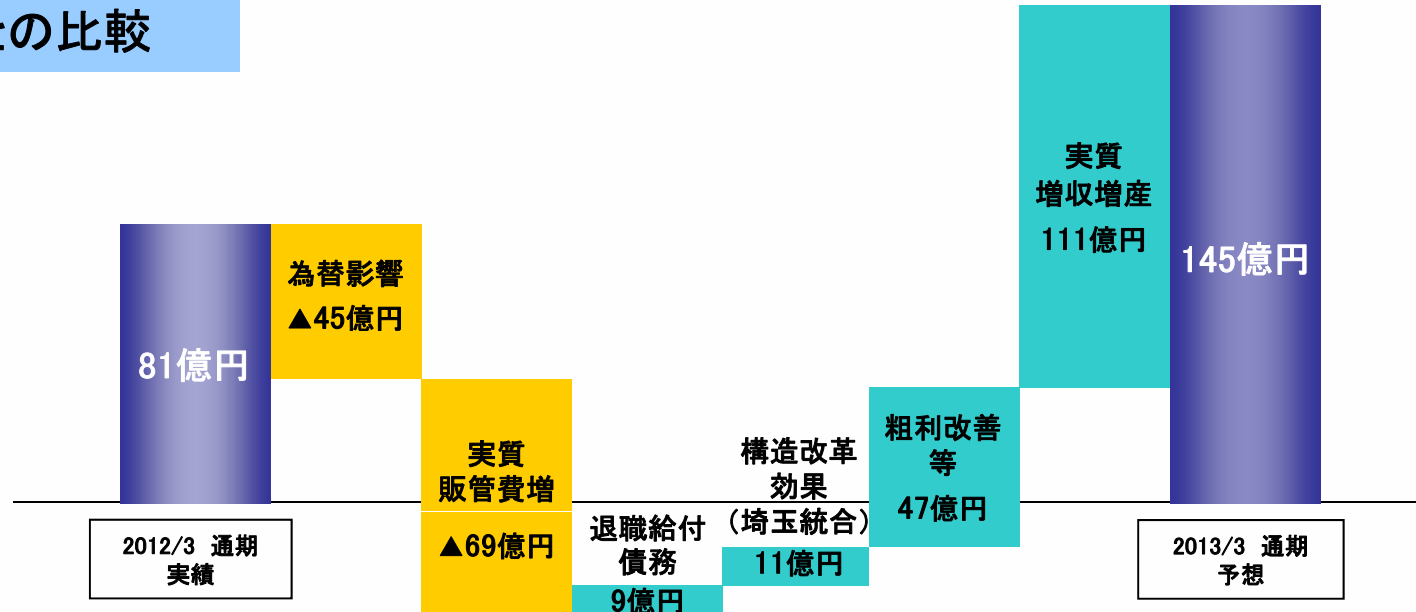 の比較
81億円
為替影響
▲45億円
実質
販管費増
▲69億円
退職給付
債務
9億円
構造改革
効果
（埼玉統合）
11億円
粗利改善
等
47億円
実質
増収増産
111億円
145億円
2012/3 通期
実績
2013/3 通期
予想